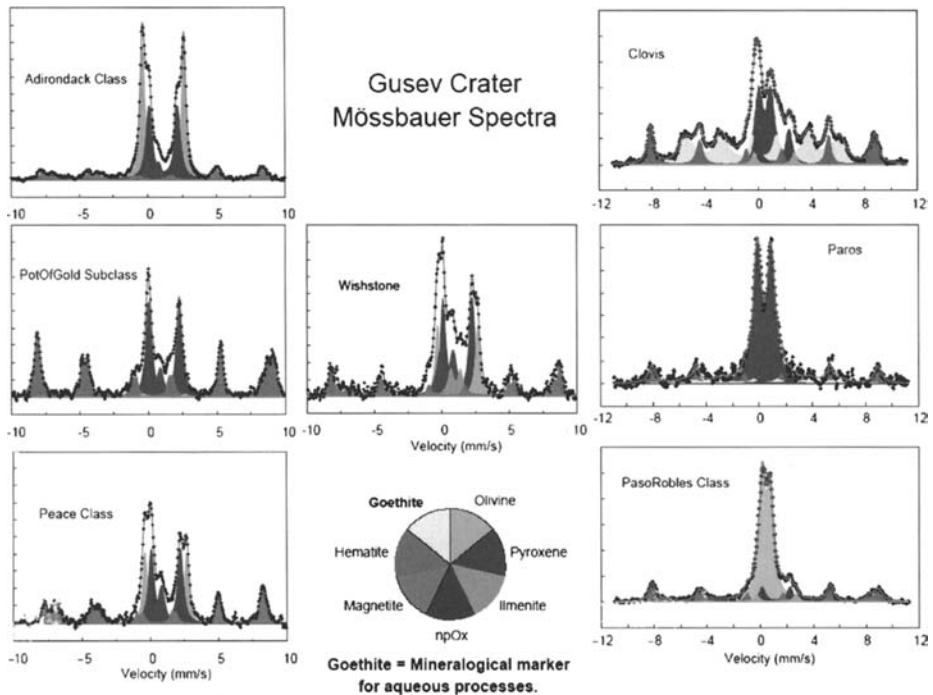 Gusev Crater
Mössbauer Spectra
Adirondack Class
-10 -5 0 5 10
PotOfGold Subclass
-10 -5 0 5 10
Peace Class
-10 -5 0 5 10
Velocity (mm/s)
Wishstone
-10 -5 0 5 10
Velocity (mm/s)
Goethite
Olivine
Hematite
Pyroxene
Magnetite
Ilmenite
npOx
Goethite = Mineralogical marker
for aqueous processes.
Clovis
-12 -8 -4 0 4 8 12
Paros
-12 -8 -4 0 4 8 12
PasoRobles Class
-12 -8 -4 0 4 8 12
Velocity (mm/s)